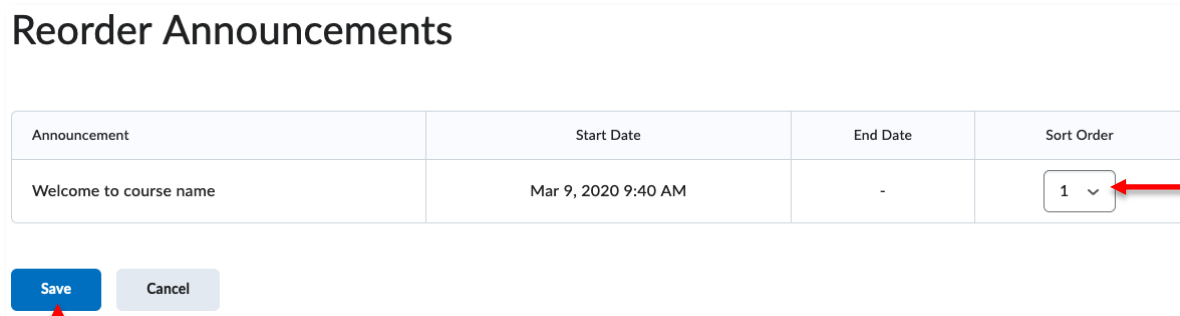 Reorder Announcements
Announcement Start Date End Date Sort Order
Welcome to course name Mar 9, 2020 9:40 AM - 1
Save Cancel